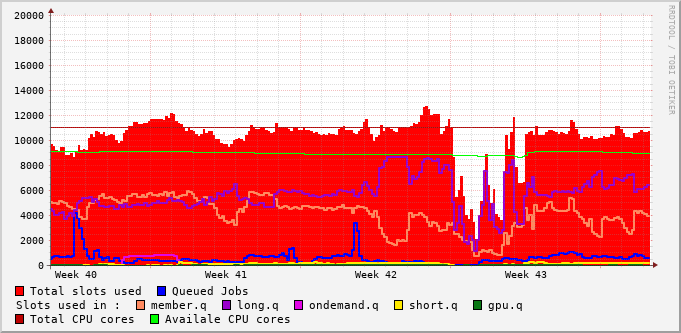 20000
18000
16000
14000
12000
11000
10000
8000
6000
4000
2000
0
Week 40 Week 41 Week 42 Week 43
RRDTOOL / TOBI OETIKER
Total slots used Queued Jobs
Slots used in : member.q long.q ondemand.q short.q gpu.q
Total CPU cores Availale CPU cores